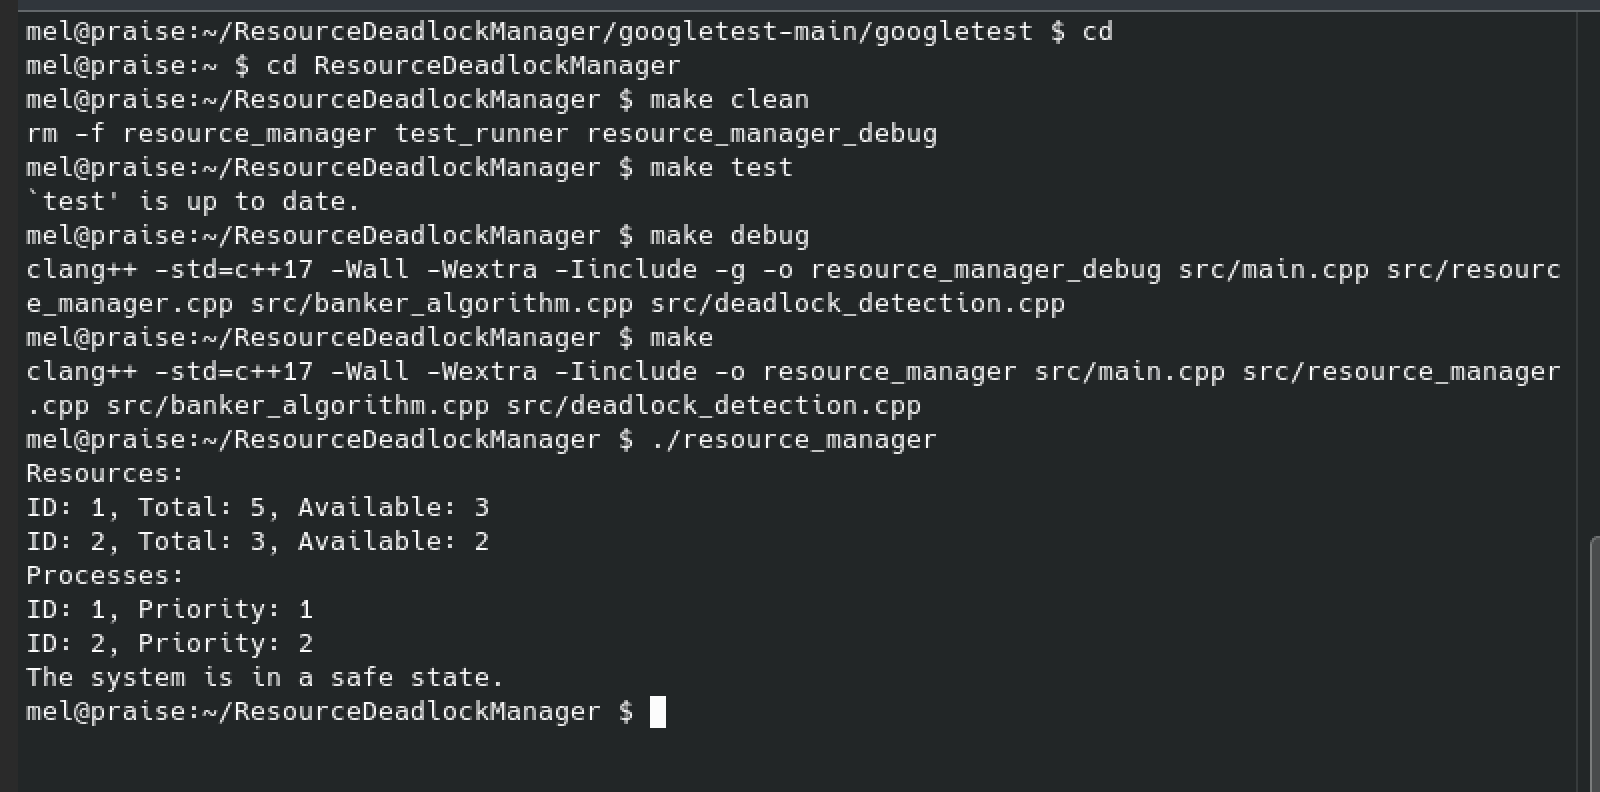 mel@praise:~/ResourceDeadlockManager/googletest-main/googletest $ cd
mel@praise:~ $ cd ResourceDeadlockManager
mel@praise:~/ResourceDeadlockManager $ make clean
rm -f resource_manager test_runner resource_manager_debug
mel@praise:~/ResourceDeadlockManager $ make test
`test' is up to date.
mel@praise:~/ResourceDeadlockManager $ make debug
clang++ -std=c++17 -Wall -Wextra -Iinclude -g -o resource_manager_debug src/main.cpp src/resourc
e_manager.cpp src/banker_algorithm.cpp src/deadlock_detection.cpp
mel@praise:~/ResourceDeadlockManager $ make
clang++ -std=c++17 -Wall -Wextra -Iinclude -o resource_manager src/main.cpp src/resource_manager
.cpp src/banker_algorithm.cpp src/deadlock_detection.cpp
mel@praise:~/ResourceDeadlockManager $ ./resource_manager
Resources:
ID: 1, Total: 5, Available: 3
ID: 2, Total: 3, Available: 2
Processes:
ID: 1, Priority: 1
ID: 2, Priority: 2
The system is in a safe state.
mel@praise:~/ResourceDeadlockManager $